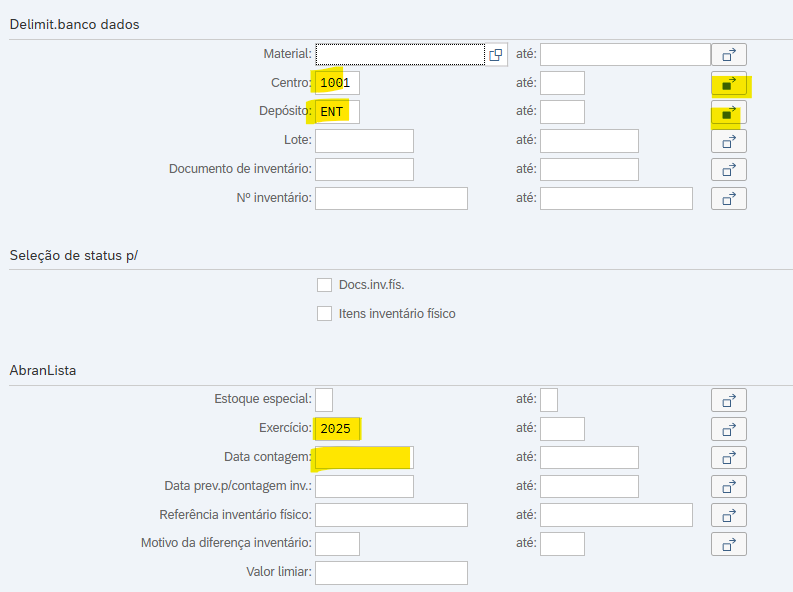 Delimit.banco dados
Material: até:
Centro: 1001 até:
Depósito: ENT até:
Lote: até:
Documento de inventário: até:
Nº inventário: até:
Seleção de status p/
Docs.inv.fís.
Itens inventário físico
AbranLista
Estoque especial: até:
Exercício: 2025 até:
Data contagem: até:
Data prev.p/contagem inv.: até:
Referência inventário físico: até:
Motivo da diferença inventário: até:
Valor limiar: